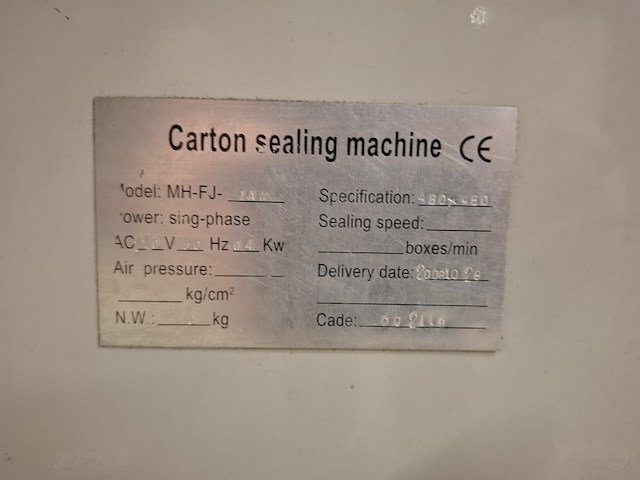 Carton sealing machine CE
odel: MH-FJ-
ower: sing-phase
AC V Hz Kw
Air pressure:
kg/cm²
N.W.: kg
Specification: 480x480
Sealing speed:
boxes/min
Delivery date:
Cade: